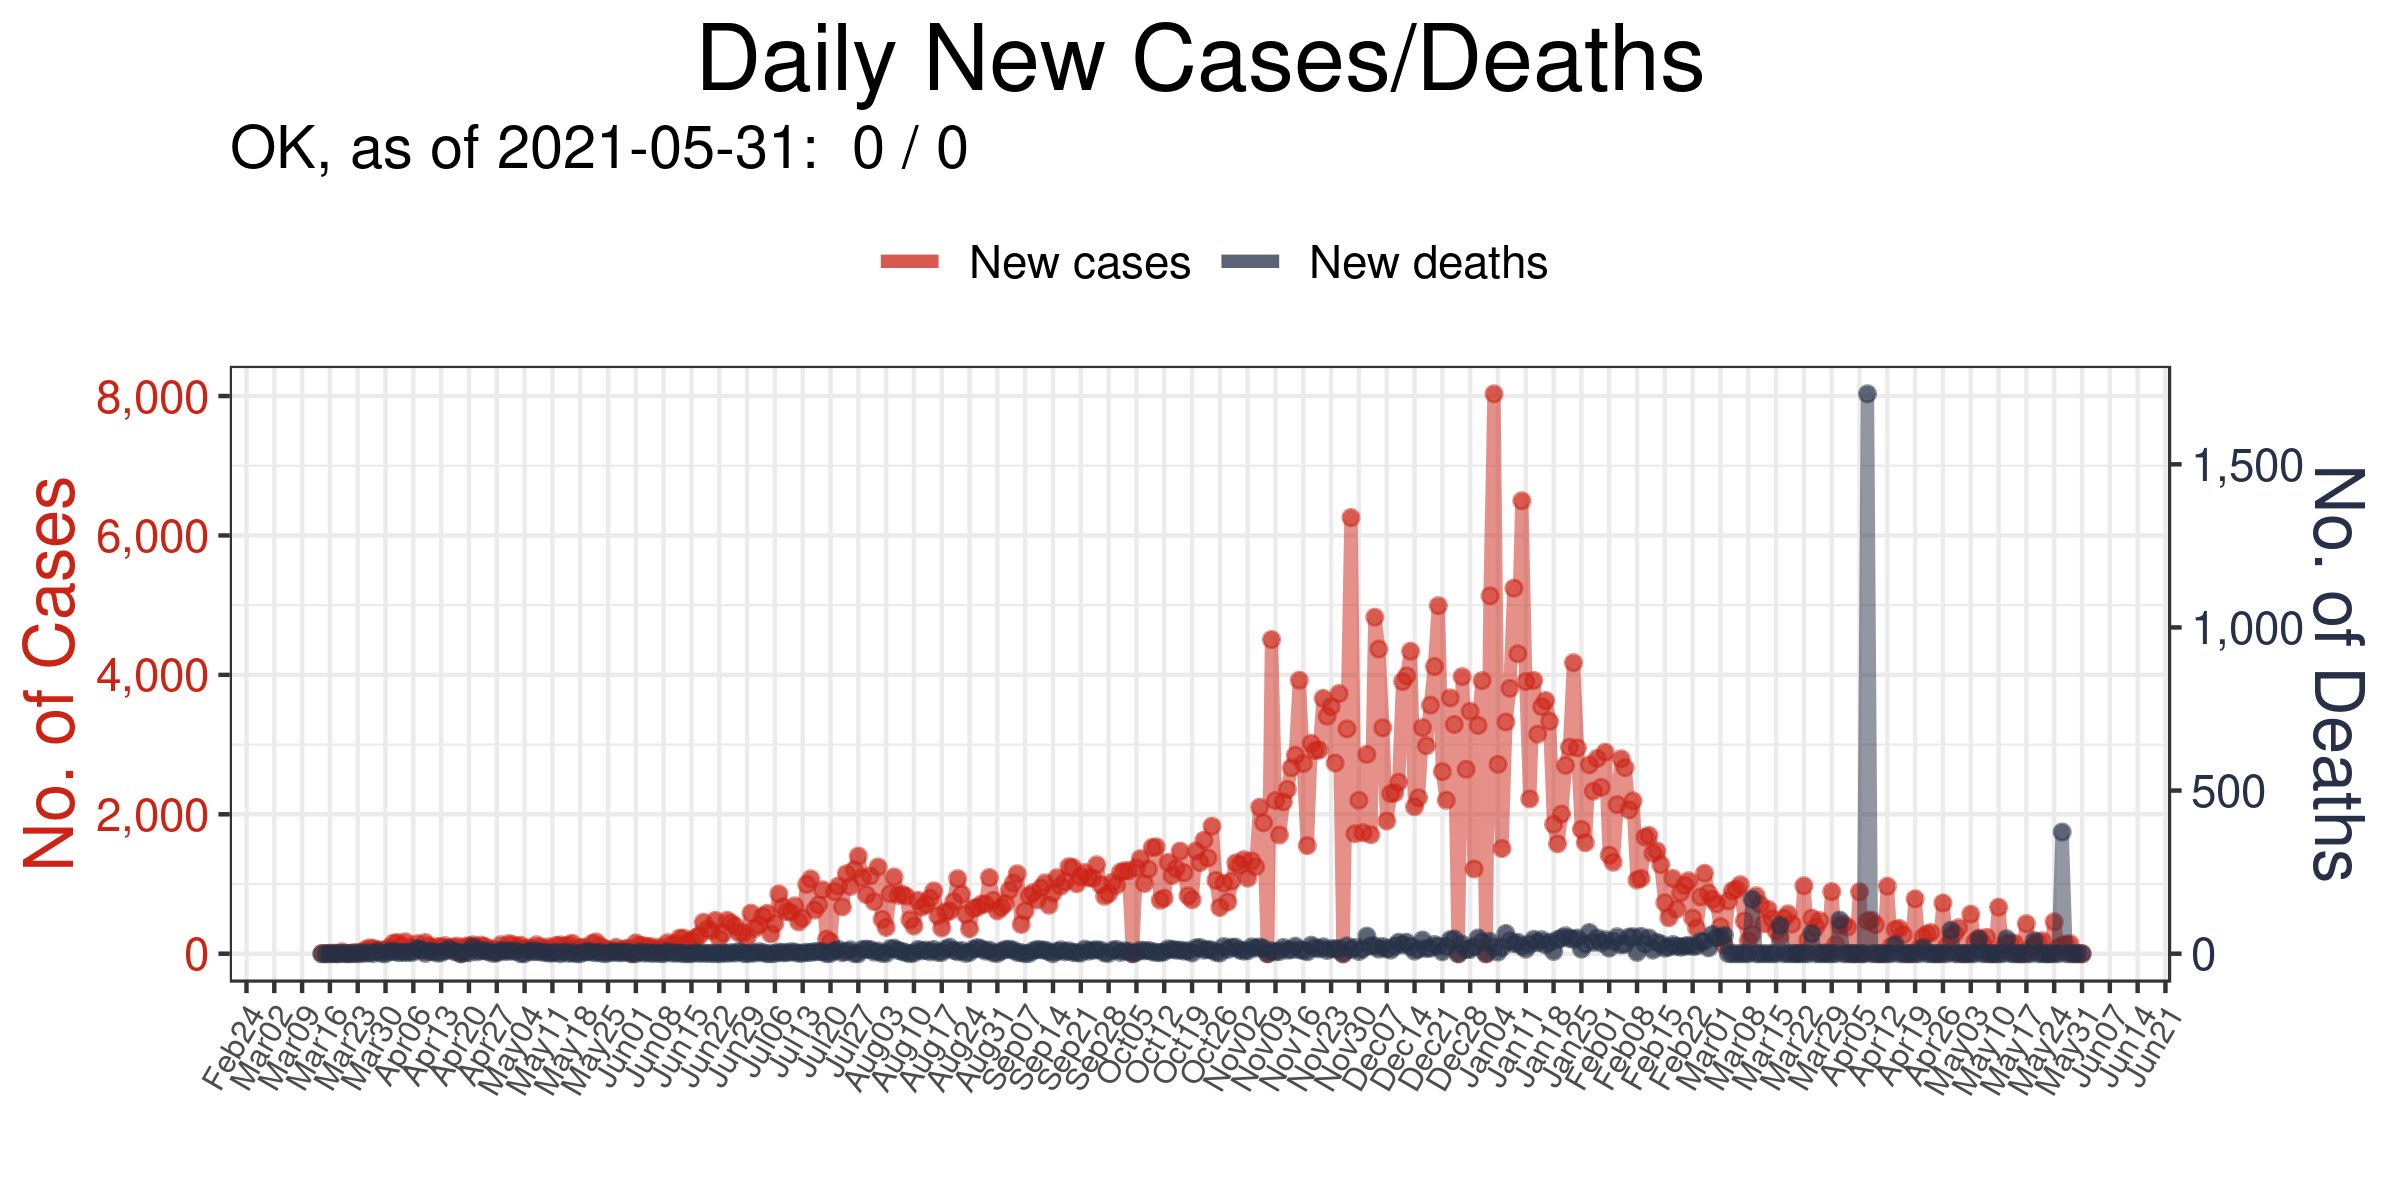 Daily New Cases/Deaths
OK, as of 2021-05-31:  0 / 0
New cases
New deaths
No. of Cases
8,000
6,000
4,000
2,000
0
No. of Deaths
1,500
1,000
500
0
Feb24
Mar02
Mar09
Mar16
Mar23
Mar30
Apr06
Apr13
Apr20
Apr27
May04
May11
May18
May25
Jun01
Jun08
Jun15
Jun22
Jun29
Jul06
Jul13
Jul20
Jul27
Aug03
Aug10
Aug17
Aug24
Aug31
Sep07
Sep14
Sep21
Sep28
Oct05
Oct12
Oct19
Oct26
Nov02
Nov09
Nov16
Nov23
Nov30
Dec07
Dec14
Dec21
Dec28
Jan04
Jan11
Jan18
Jan25
Feb01
Feb08
Feb15
Feb22
Mar01
Mar08
Mar15
Mar22
Mar29
Apr05
Apr12
Apr19
Apr26
May03
May10
May17
May24
May31
Jun07
Jun14
Jun21